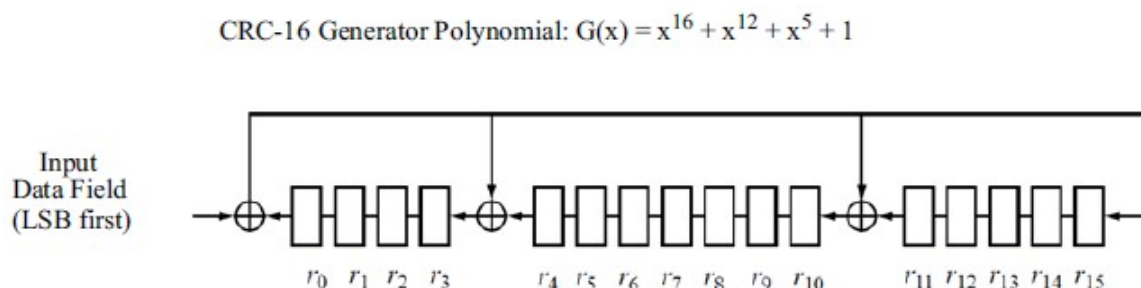 CRC-16 Generator Polynomial: G(x) = x¹⁶ + x¹² + x⁵ + 1
Input
Data Field
(LSB first)
r₀ r₁ r₂ r₃ r₄ r₅ r₆ r₇ r₈ r₉ r₁₀ r₁₁ r₁₂ r₁₃ r₁₄ r₁₅